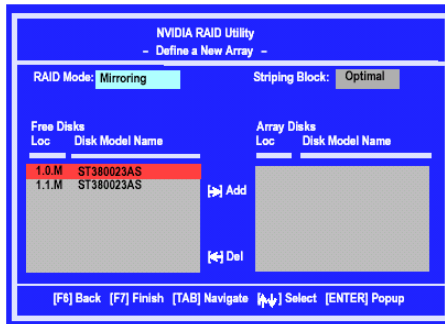 NVIDIA RAID Utility
– Define a New Array –
RAID Mode: Mirroring Striping Block: Optimal
Free Disks Array Disks
Loc Disk Model Name Loc Disk Model Name
1.0.M ST380023AS
1.1.M ST380023AS
[→] Add
[←] Del
[F6] Back [F7] Finish [TAB] Navigate [↑↓] Select [ENTER] Popup